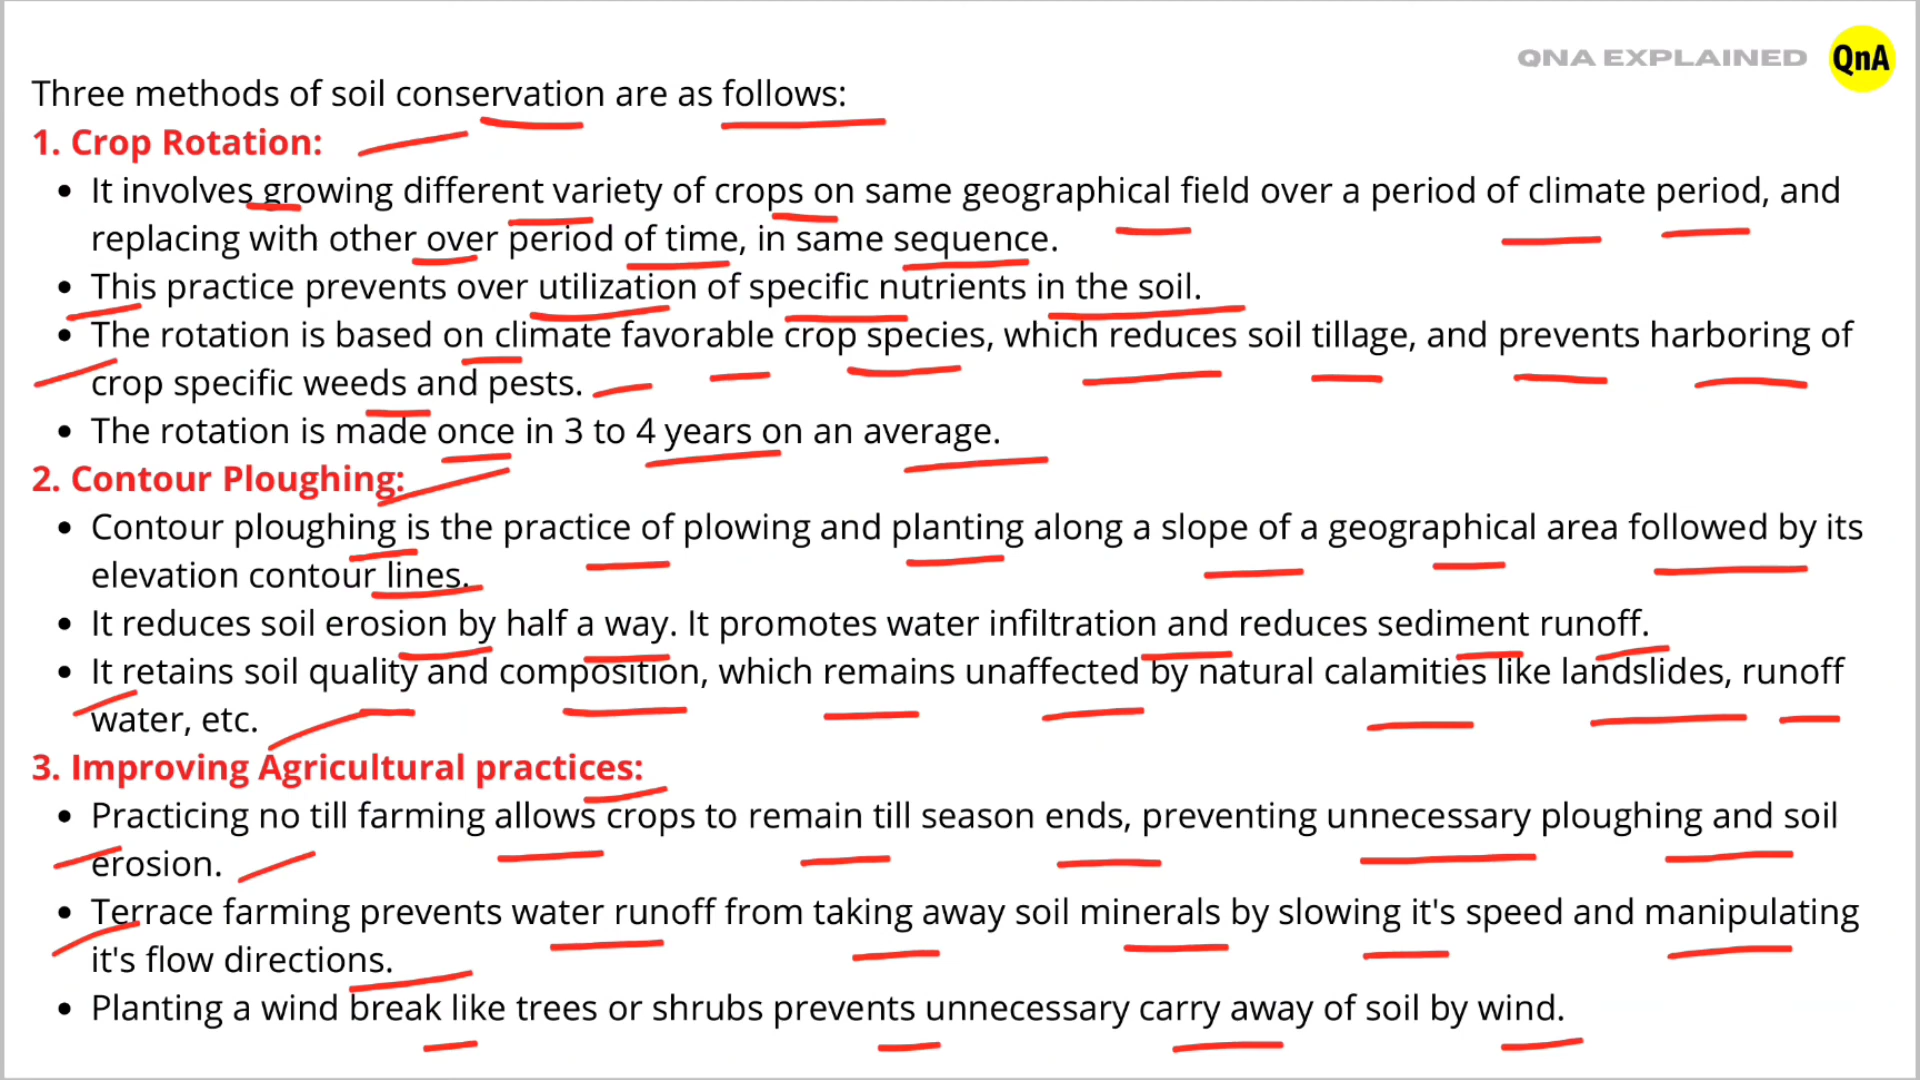 QNA EXPLAINED QnA
Three methods of soil conservation are as follows:
1. Crop Rotation:
• It involves growing different variety of crops on same geographical field over a period of climate period, and
replacing with other over period of time, in same sequence.
• This practice prevents over utilization of specific nutrients in the soil.
• The rotation is based on climate favorable crop species, which reduces soil tillage, and prevents harboring of
crop specific weeds and pests.
• The rotation is made once in 3 to 4 years on an average.
2. Contour Ploughing:
• Contour ploughing is the practice of plowing and planting along a slope of a geographical area followed by its
elevation contour lines.
• It reduces soil erosion by half a way. It promotes water infiltration and reduces sediment runoff.
• It retains soil quality and composition, which remains unaffected by natural calamities like landslides, runoff
water, etc.
3. Improving Agricultural practices:
• Practicing no till farming allows crops to remain till season ends, preventing unnecessary ploughing and soil
erosion.
• Terrace farming prevents water runoff from taking away soil minerals by slowing it's speed and manipulating
it's flow directions.
• Planting a wind break like trees or shrubs prevents unnecessary carry away of soil by wind.